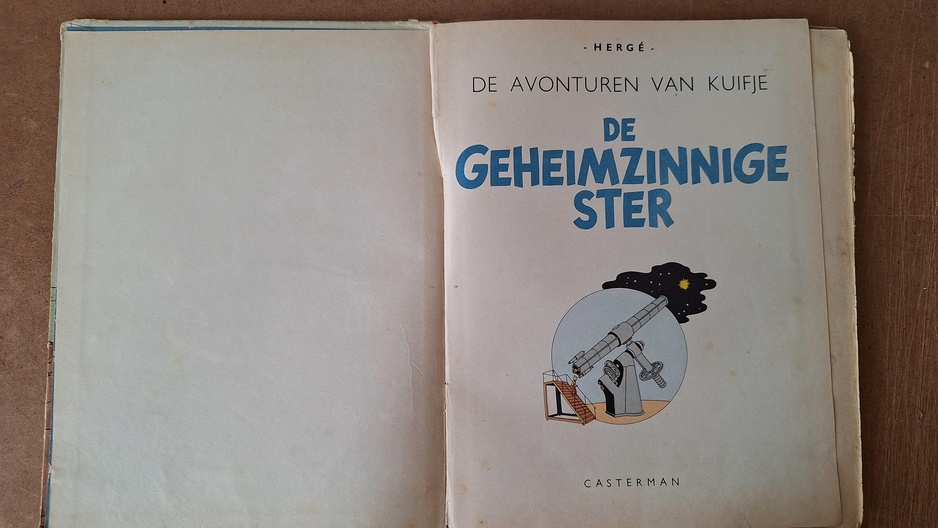 - HERGÉ -
DE AVONTUREN VAN KUIFJE
DE
GEHEIMZINNIGE
STER
CASTERMAN